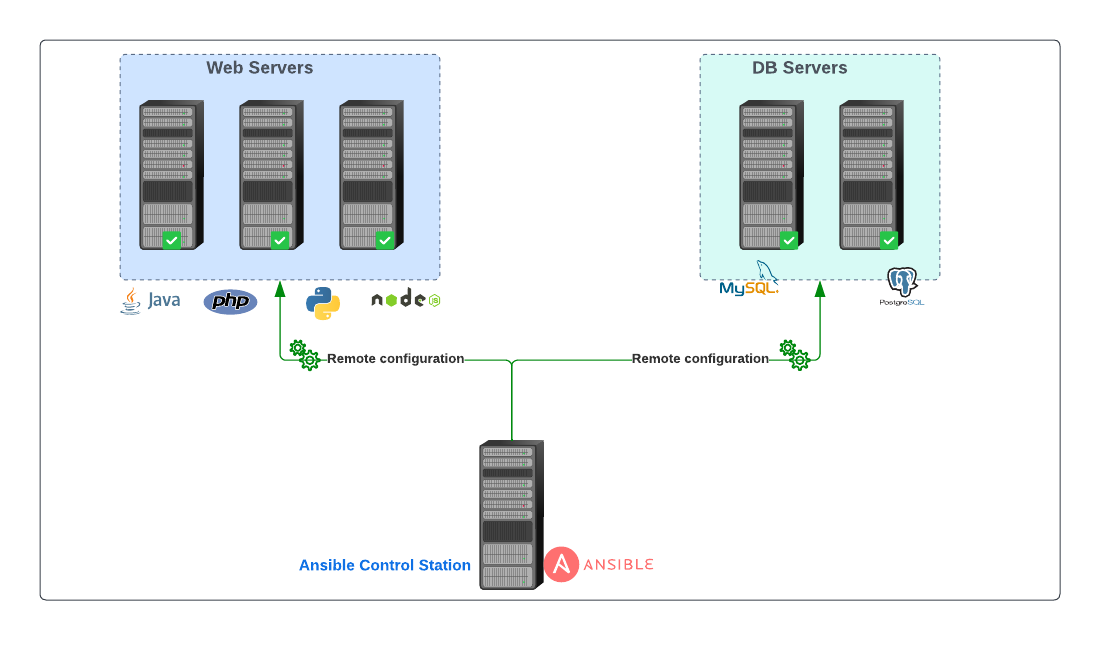 Web Servers
DB Servers
Java
php
node
JS
MySQL.
PostgreSQL
Remote configuration
Remote configuration
Ansible Control Station
A ANSIBLE